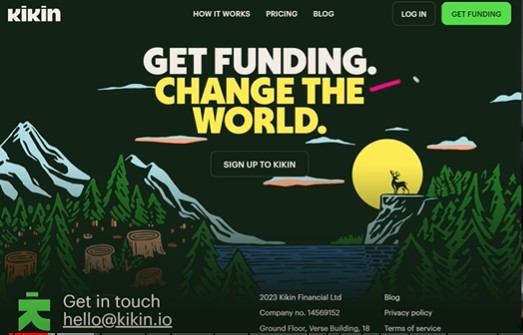 kikin
HOW IT WORKS PRICING BLOG
LOG IN
GET FUNDING
GET FUNDING.
CHANGE THE
WORLD.
SIGN UP TO KIKIN
Get in touch
hello@kikin.io
2023 Kikin Financial Ltd
Company no. 14569152
Ground Floor, Verse Building, 18
Blog
Privacy policy
Terms of service